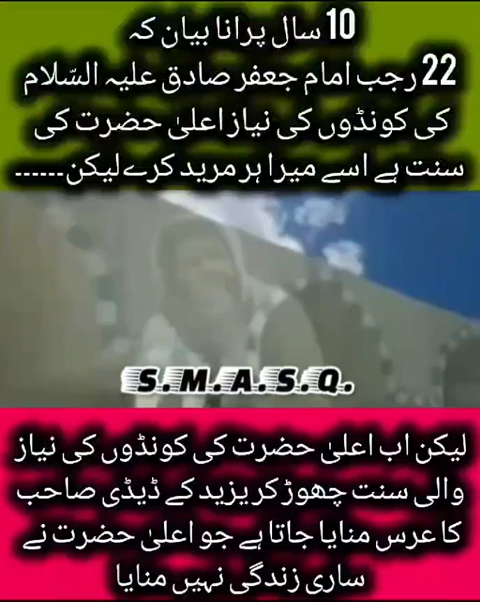 10 سال پرانا بیان کہ
22 رجب امام جعفر صادق علیہ السّلام
کی کونڈوں کی نیاز اعلیٰ حضرت کی
سنت ہے اسے میرا ہر مرید کرے لیکن......
S.M.A.S.Q.
لیکن اب اعلیٰ حضرت کی کونڈوں کی نیاز
والی سنت چھوڑ کر یزید کے ڈیڈی صاحب
کا عرس منایا جاتا ہے جو اعلیٰ حضرت نے
ساری زندگی نہیں منایا